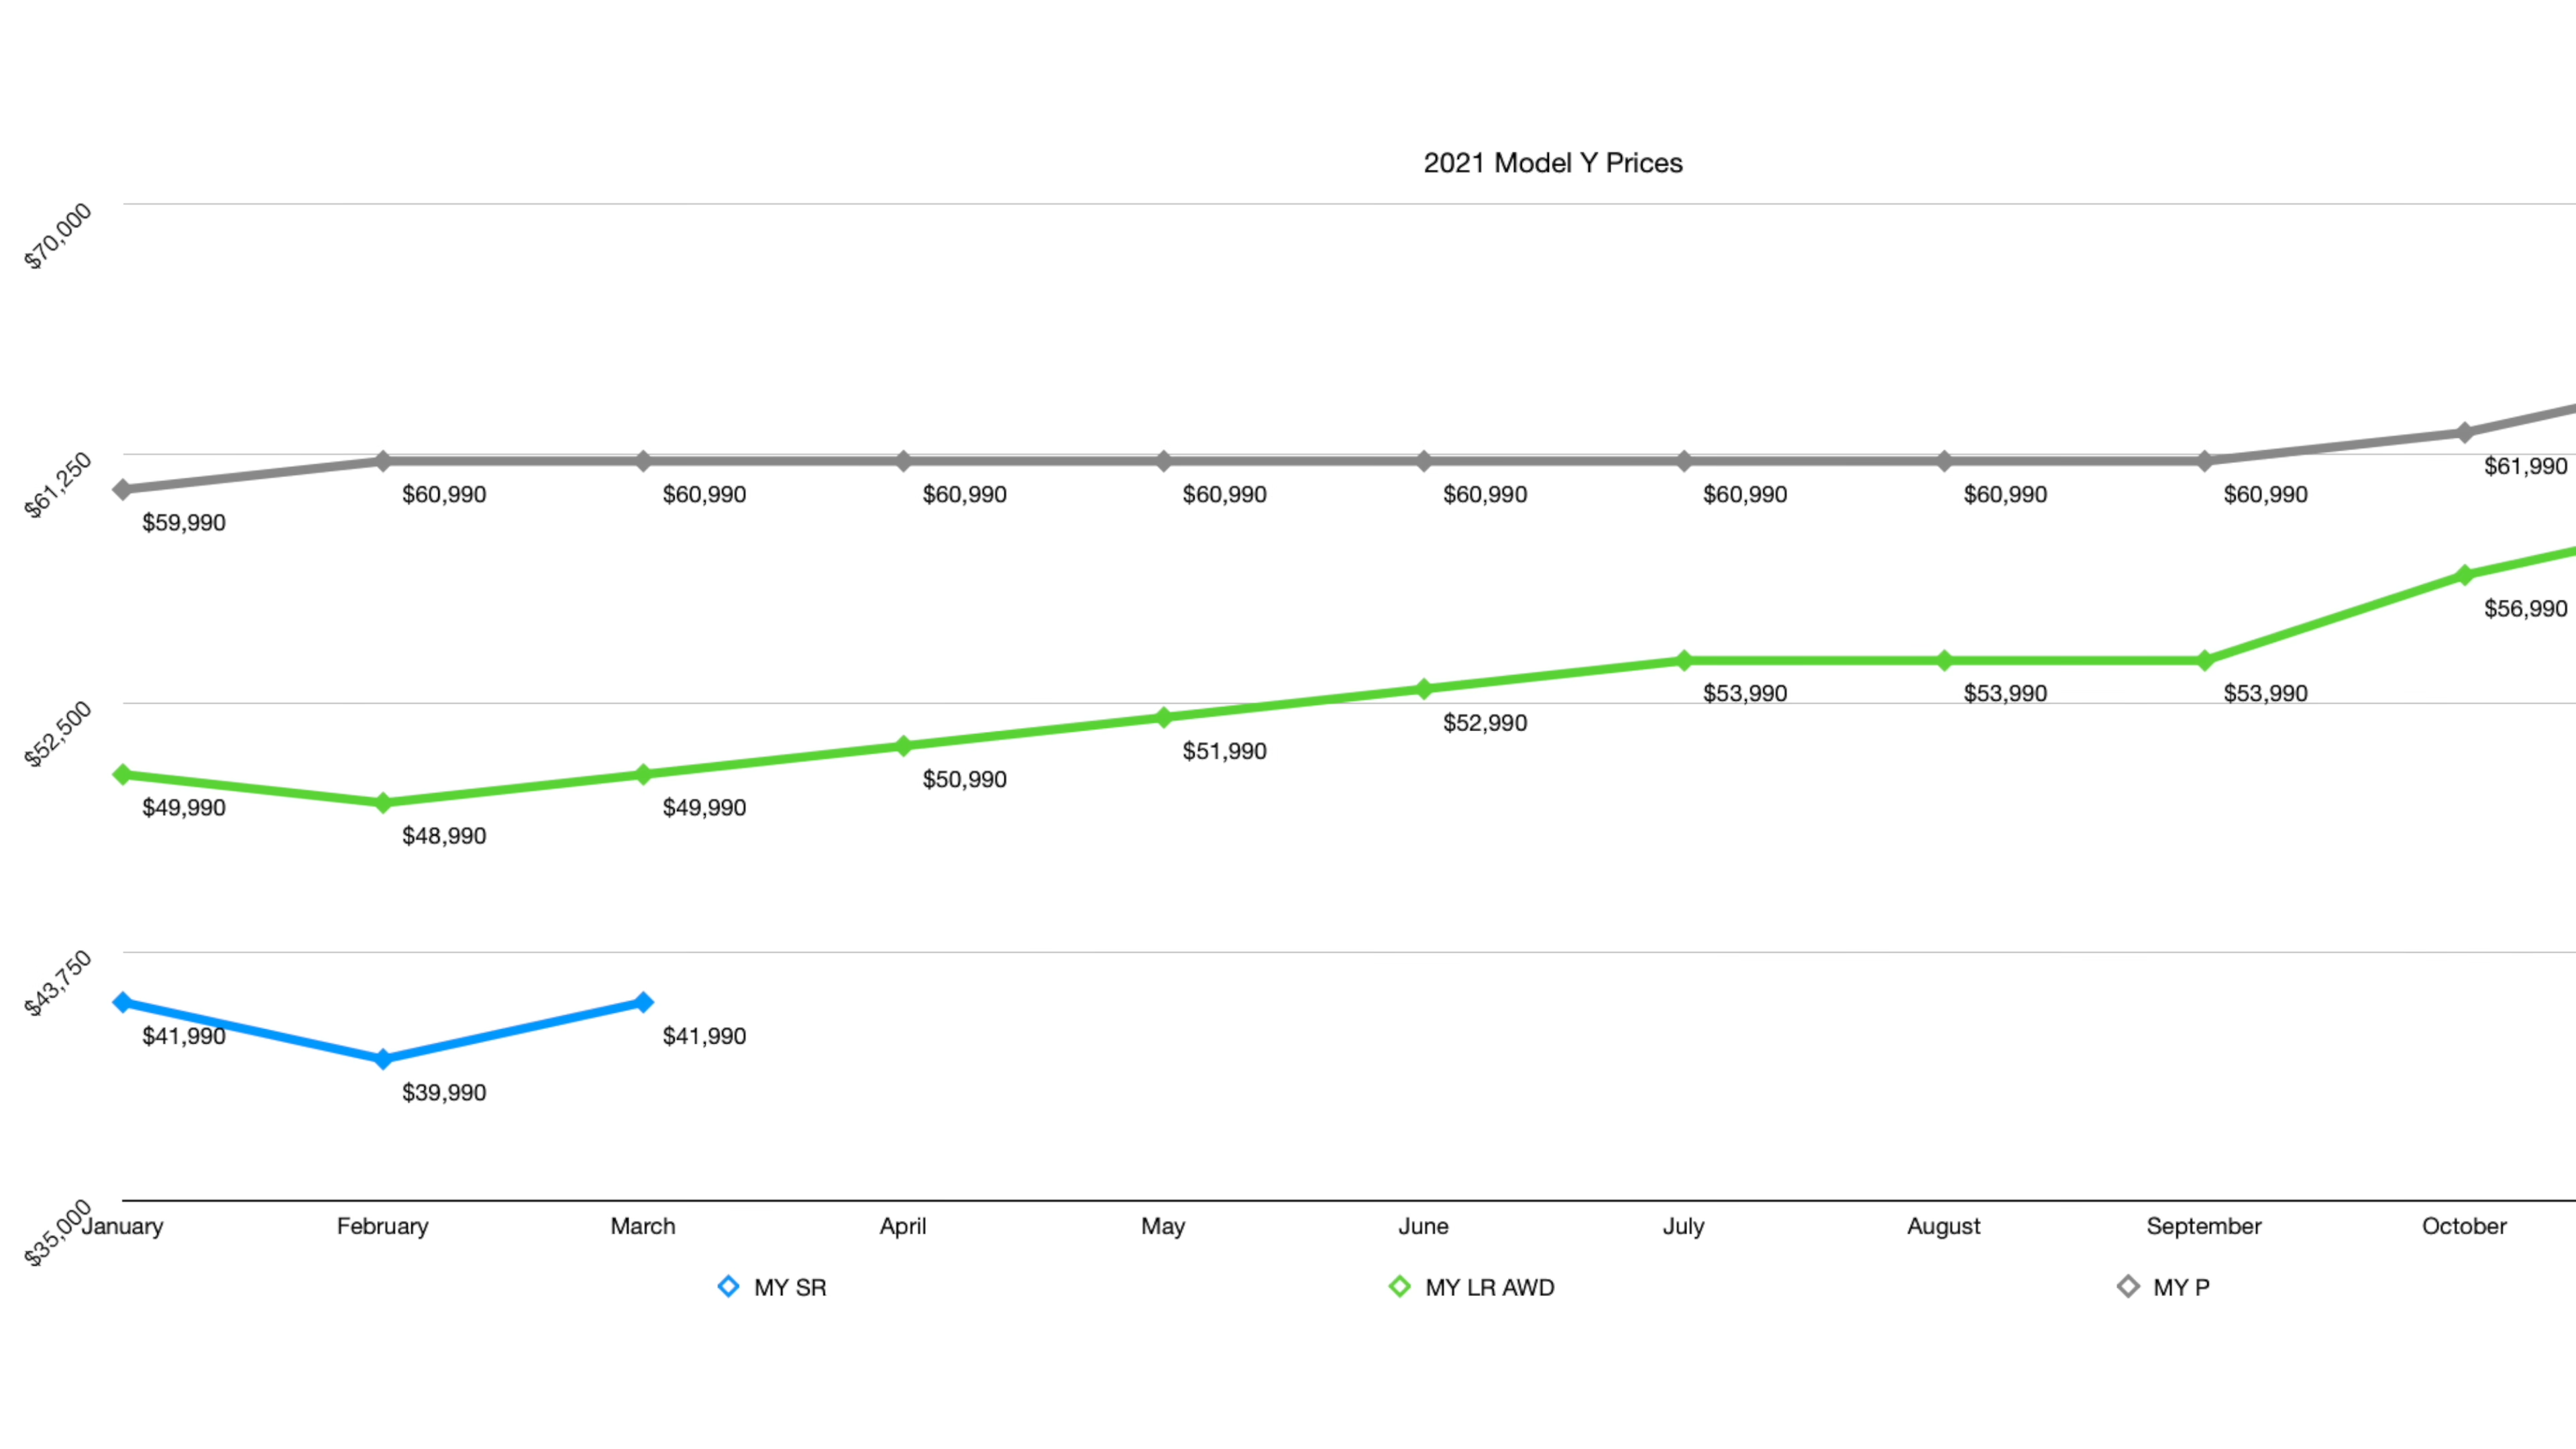 2021 Model Y Prices
$70,000
$61,250
$52,500
$43,750
$35,000
$59,990 $60,990 $60,990 $60,990 $60,990 $60,990 $60,990 $60,990 $60,990 $61,990
$49,990 $48,990 $49,990 $50,990 $51,990 $52,990 $53,990 $53,990 $53,990 $56,990
$41,990 $39,990 $41,990
January February March April May June July August September October
MY SR MY LR AWD MY P